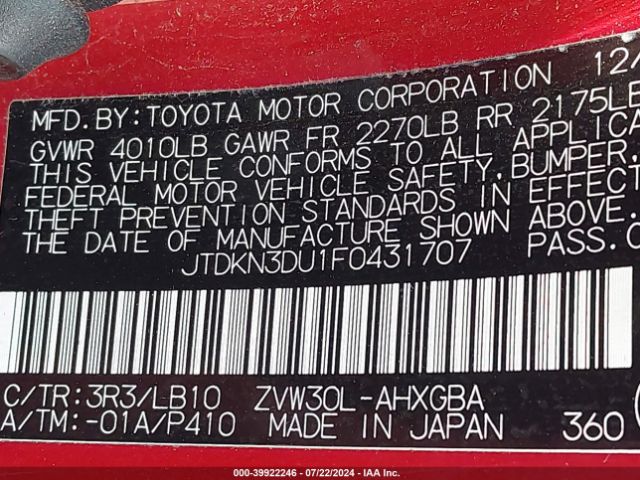 MFD. BY: TOYOTA MOTOR CORPORATION 12/
GVWR 4010LB GAWR FR 2270LB RR 2175LB
THIS VEHICLE CONFORMS TO ALL APPLICA
FEDERAL MOTOR VEHICLE SAFETY, BUMPER,
THEFT PREVENTION STANDARDS IN EFFECT
THE DATE OF MANUFACTURE SHOWN ABOVE.
JTDKN3DU1F0431707 PASS. C
C/TR: 3R3/LB10 ZVW30L-AHXGBA
A/TM: -01A/P410 MADE IN JAPAN 360
000-39922246 - 07/22/2024 - IAAI.COM